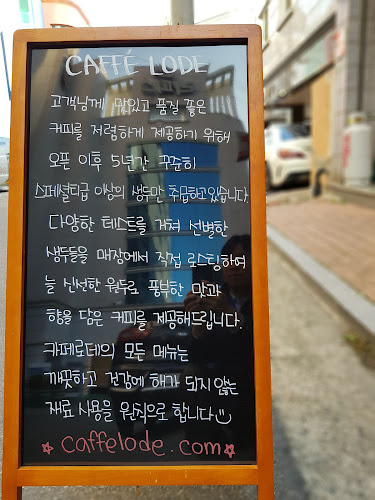 CAFFÉ LODE
고객님께 맛있고 품질 좋은
커피를 저렴하게 제공하기 위해
오픈 이후 5년간 꾸준히
스페셜티급 이상의 생두만 취급하고있습니다.
다양한 테스트를 거쳐 선별한
생두들을 매장에서 직접 로스팅하여
늘 신선한 원두로 풍부한 맛과
향을 담은 커피를 제공해드립니다.
카페로데의 모든 메뉴는
깨끗하고 건강에 해가 되지 않는
재료 사용을 원칙으로 합니다
caffelode.com